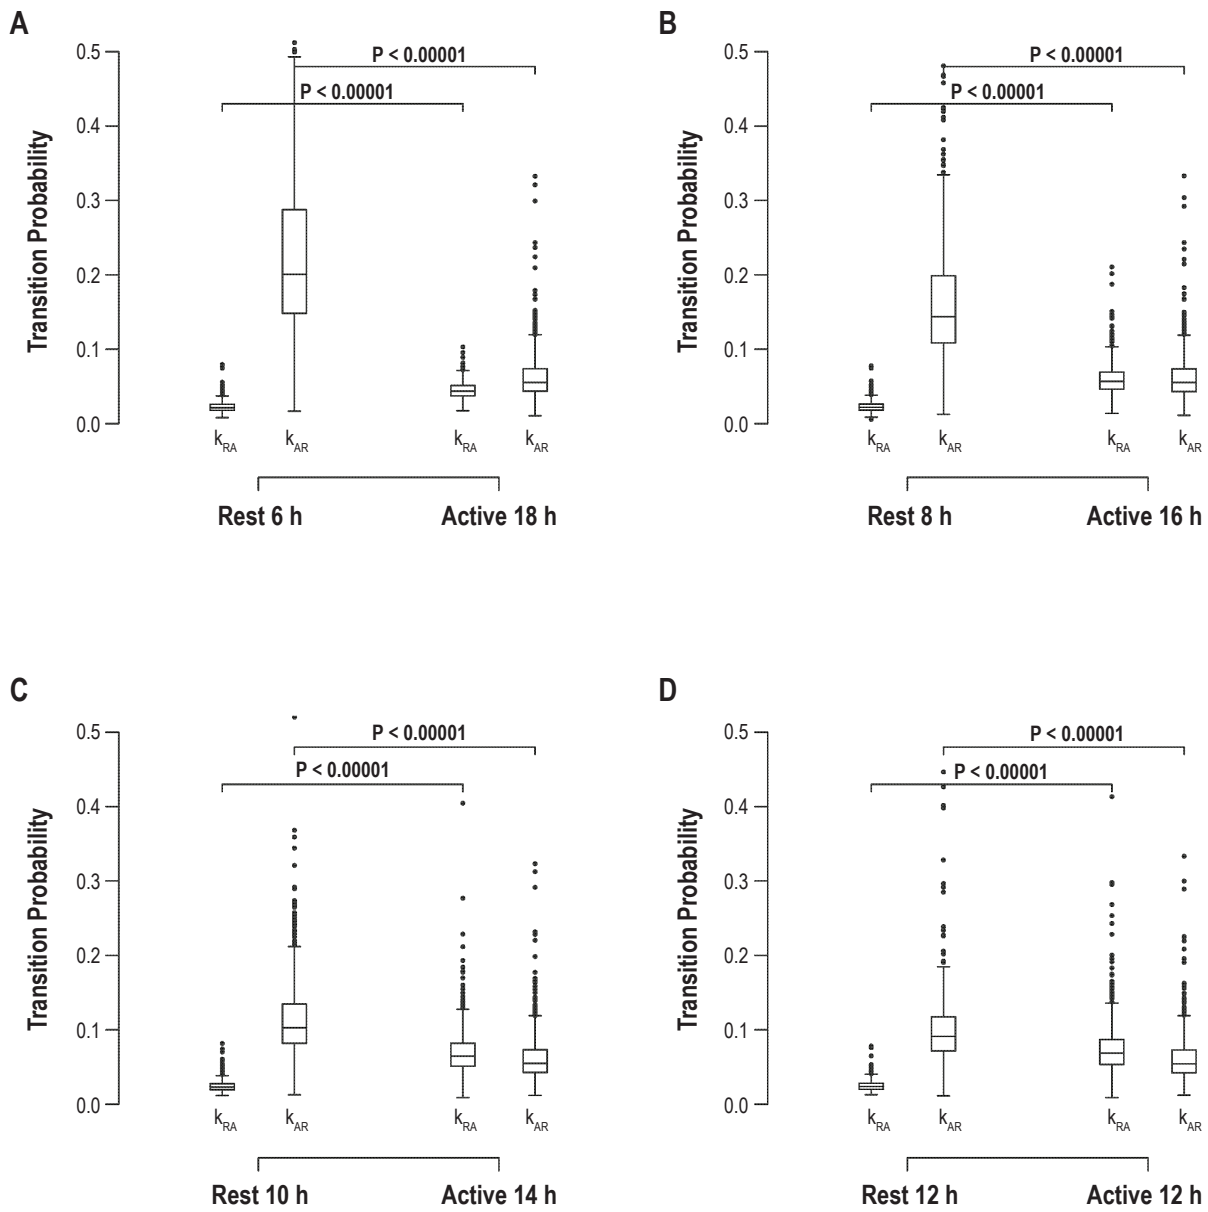 A
Transition Probability
0.5
0.4
0.3
0.2
0.1
0.0
P < 0.00001
P < 0.00001
kRA
kAR
kRA
kAR
Rest 6 h
Active 18 h
B
Transition Probability
0.5
0.4
0.3
0.2
0.1
0.0
P < 0.00001
P < 0.00001
kRA
kAR
kRA
kAR
Rest 8 h
Active 16 h
C
Transition Probability
0.5
0.4
0.3
0.2
0.1
0.0
P < 0.00001
P < 0.00001
kRA
kAR
kRA
kAR
Rest 10 h
Active 14 h
D
Transition Probability
0.5
0.4
0.3
0.2
0.1
0.0
P < 0.00001
P < 0.00001
kRA
kAR
kRA
kAR
Rest 12 h
Active 12 h